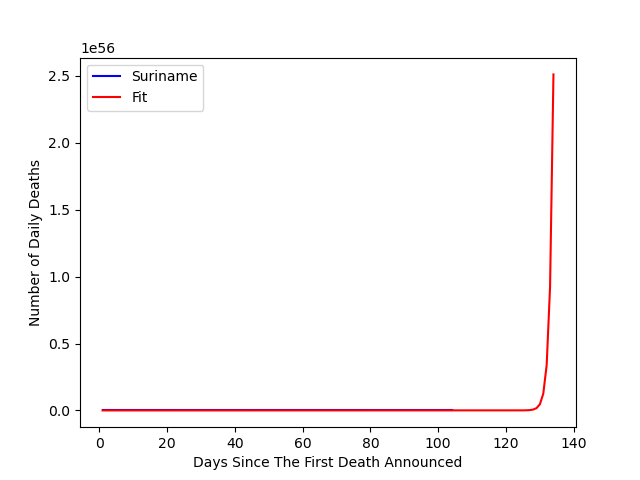 1e56
Suriname
Fit
2.5
2.0
1.5
1.0
0.5
0.0
Number of Daily Deaths
0 20 40 60 80 100 120 140
Days Since The First Death Announced